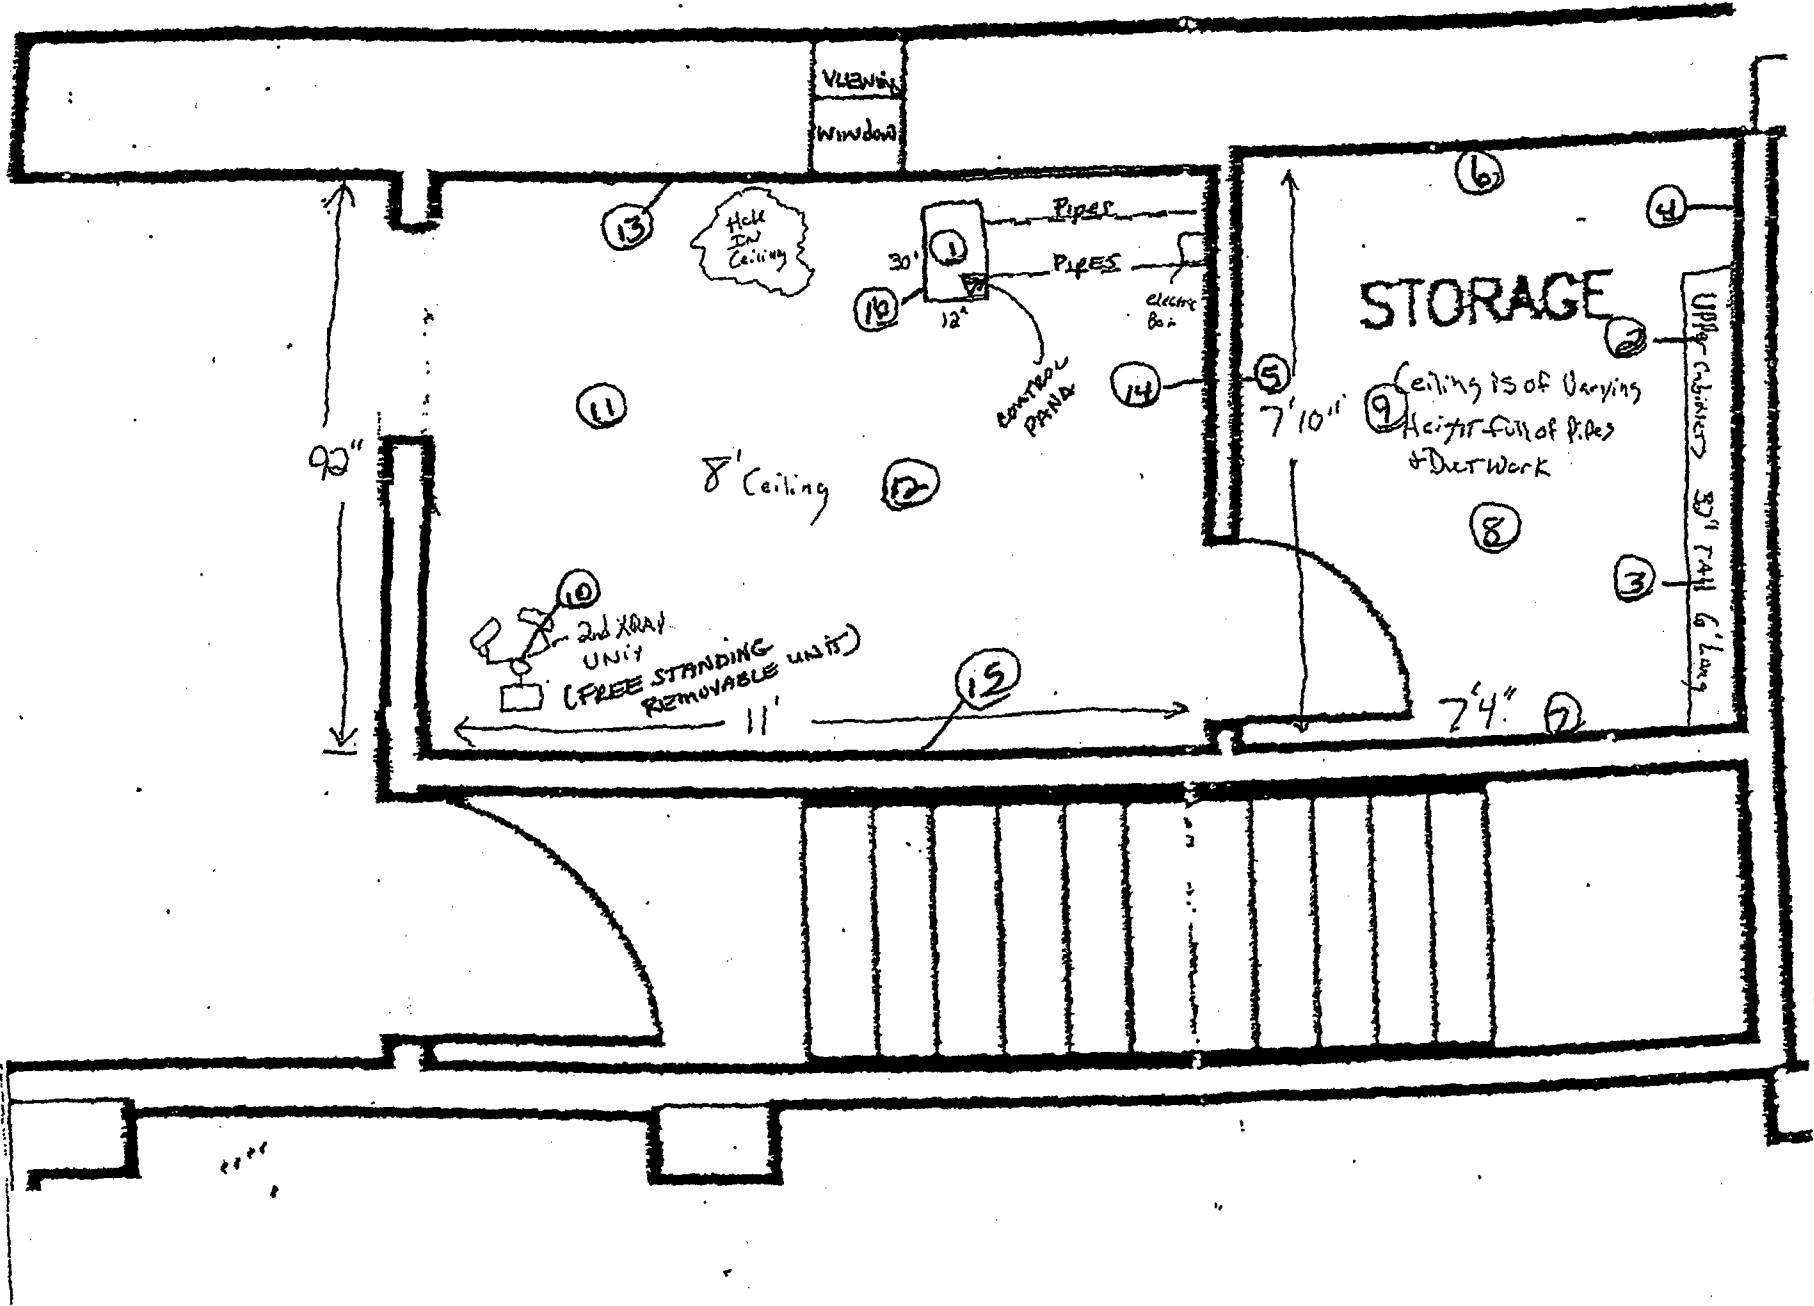 VIEWING
WINDOW
13
Hole
IN
Ceiling
30"
1
16
12"
Pipes
PIPES
electric
Box
CONTROL
PANEL
14
5
6
4
STORAGE
2
9
Ceiling is of Varying
Height full of Pipes
& Ductwork
8
3
Upper Cabinets 30" TALL 6' Long
7'10"
7'4"
7
92"
11
8' Ceiling
12
10
2nd XRAY
UNIT
(FREE STANDING
REMOVABLE UNIT)
11'
15